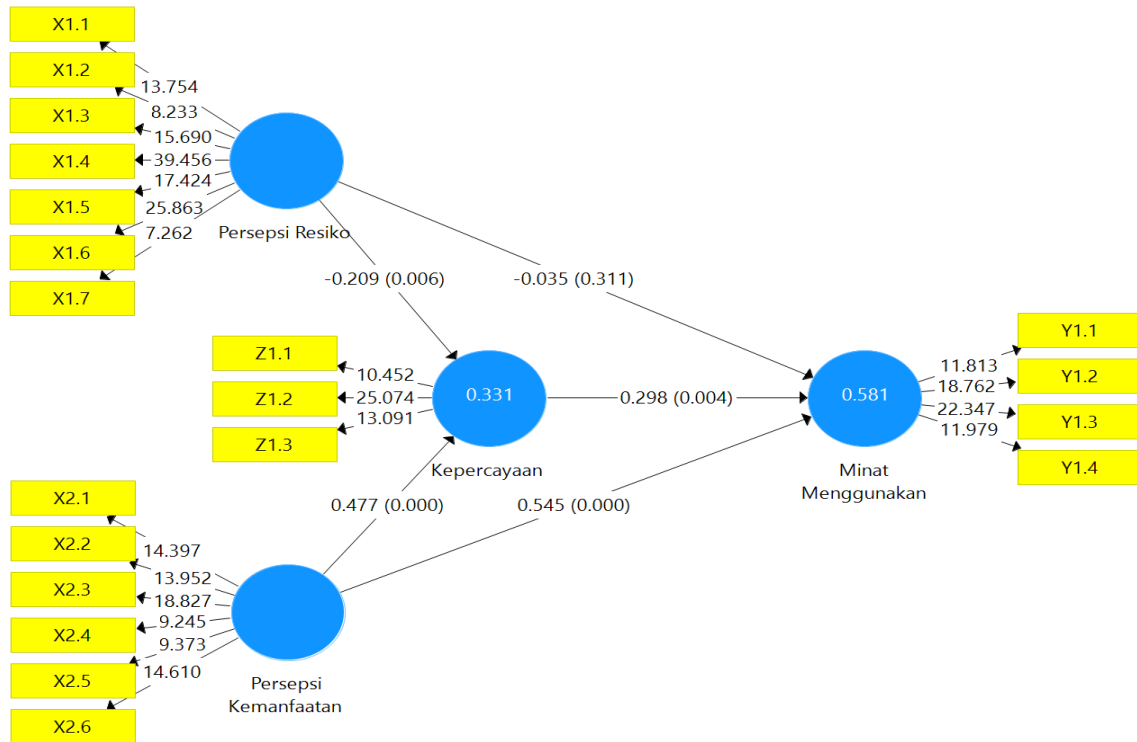 X1.1
X1.2
X1.3
X1.4
X1.5
X1.6
X1.7
13.754
8.233
15.690
39.456
17.424
25.863
7.262
Persepsi Resiko
-0.209 (0.006)
-0.035 (0.311)
Z1.1
Z1.2
Z1.3
10.452
25.074
13.091
0.331
Kepercayaan
0.298 (0.004)
0.581
Minat
Menggunakan
11.813
18.762
22.347
11.979
Y1.1
Y1.2
Y1.3
Y1.4
0.477 (0.000)
0.545 (0.000)
X2.1
X2.2
X2.3
X2.4
X2.5
X2.6
14.397
13.952
18.827
9.245
9.373
14.610
Persepsi
Kemanfaatan